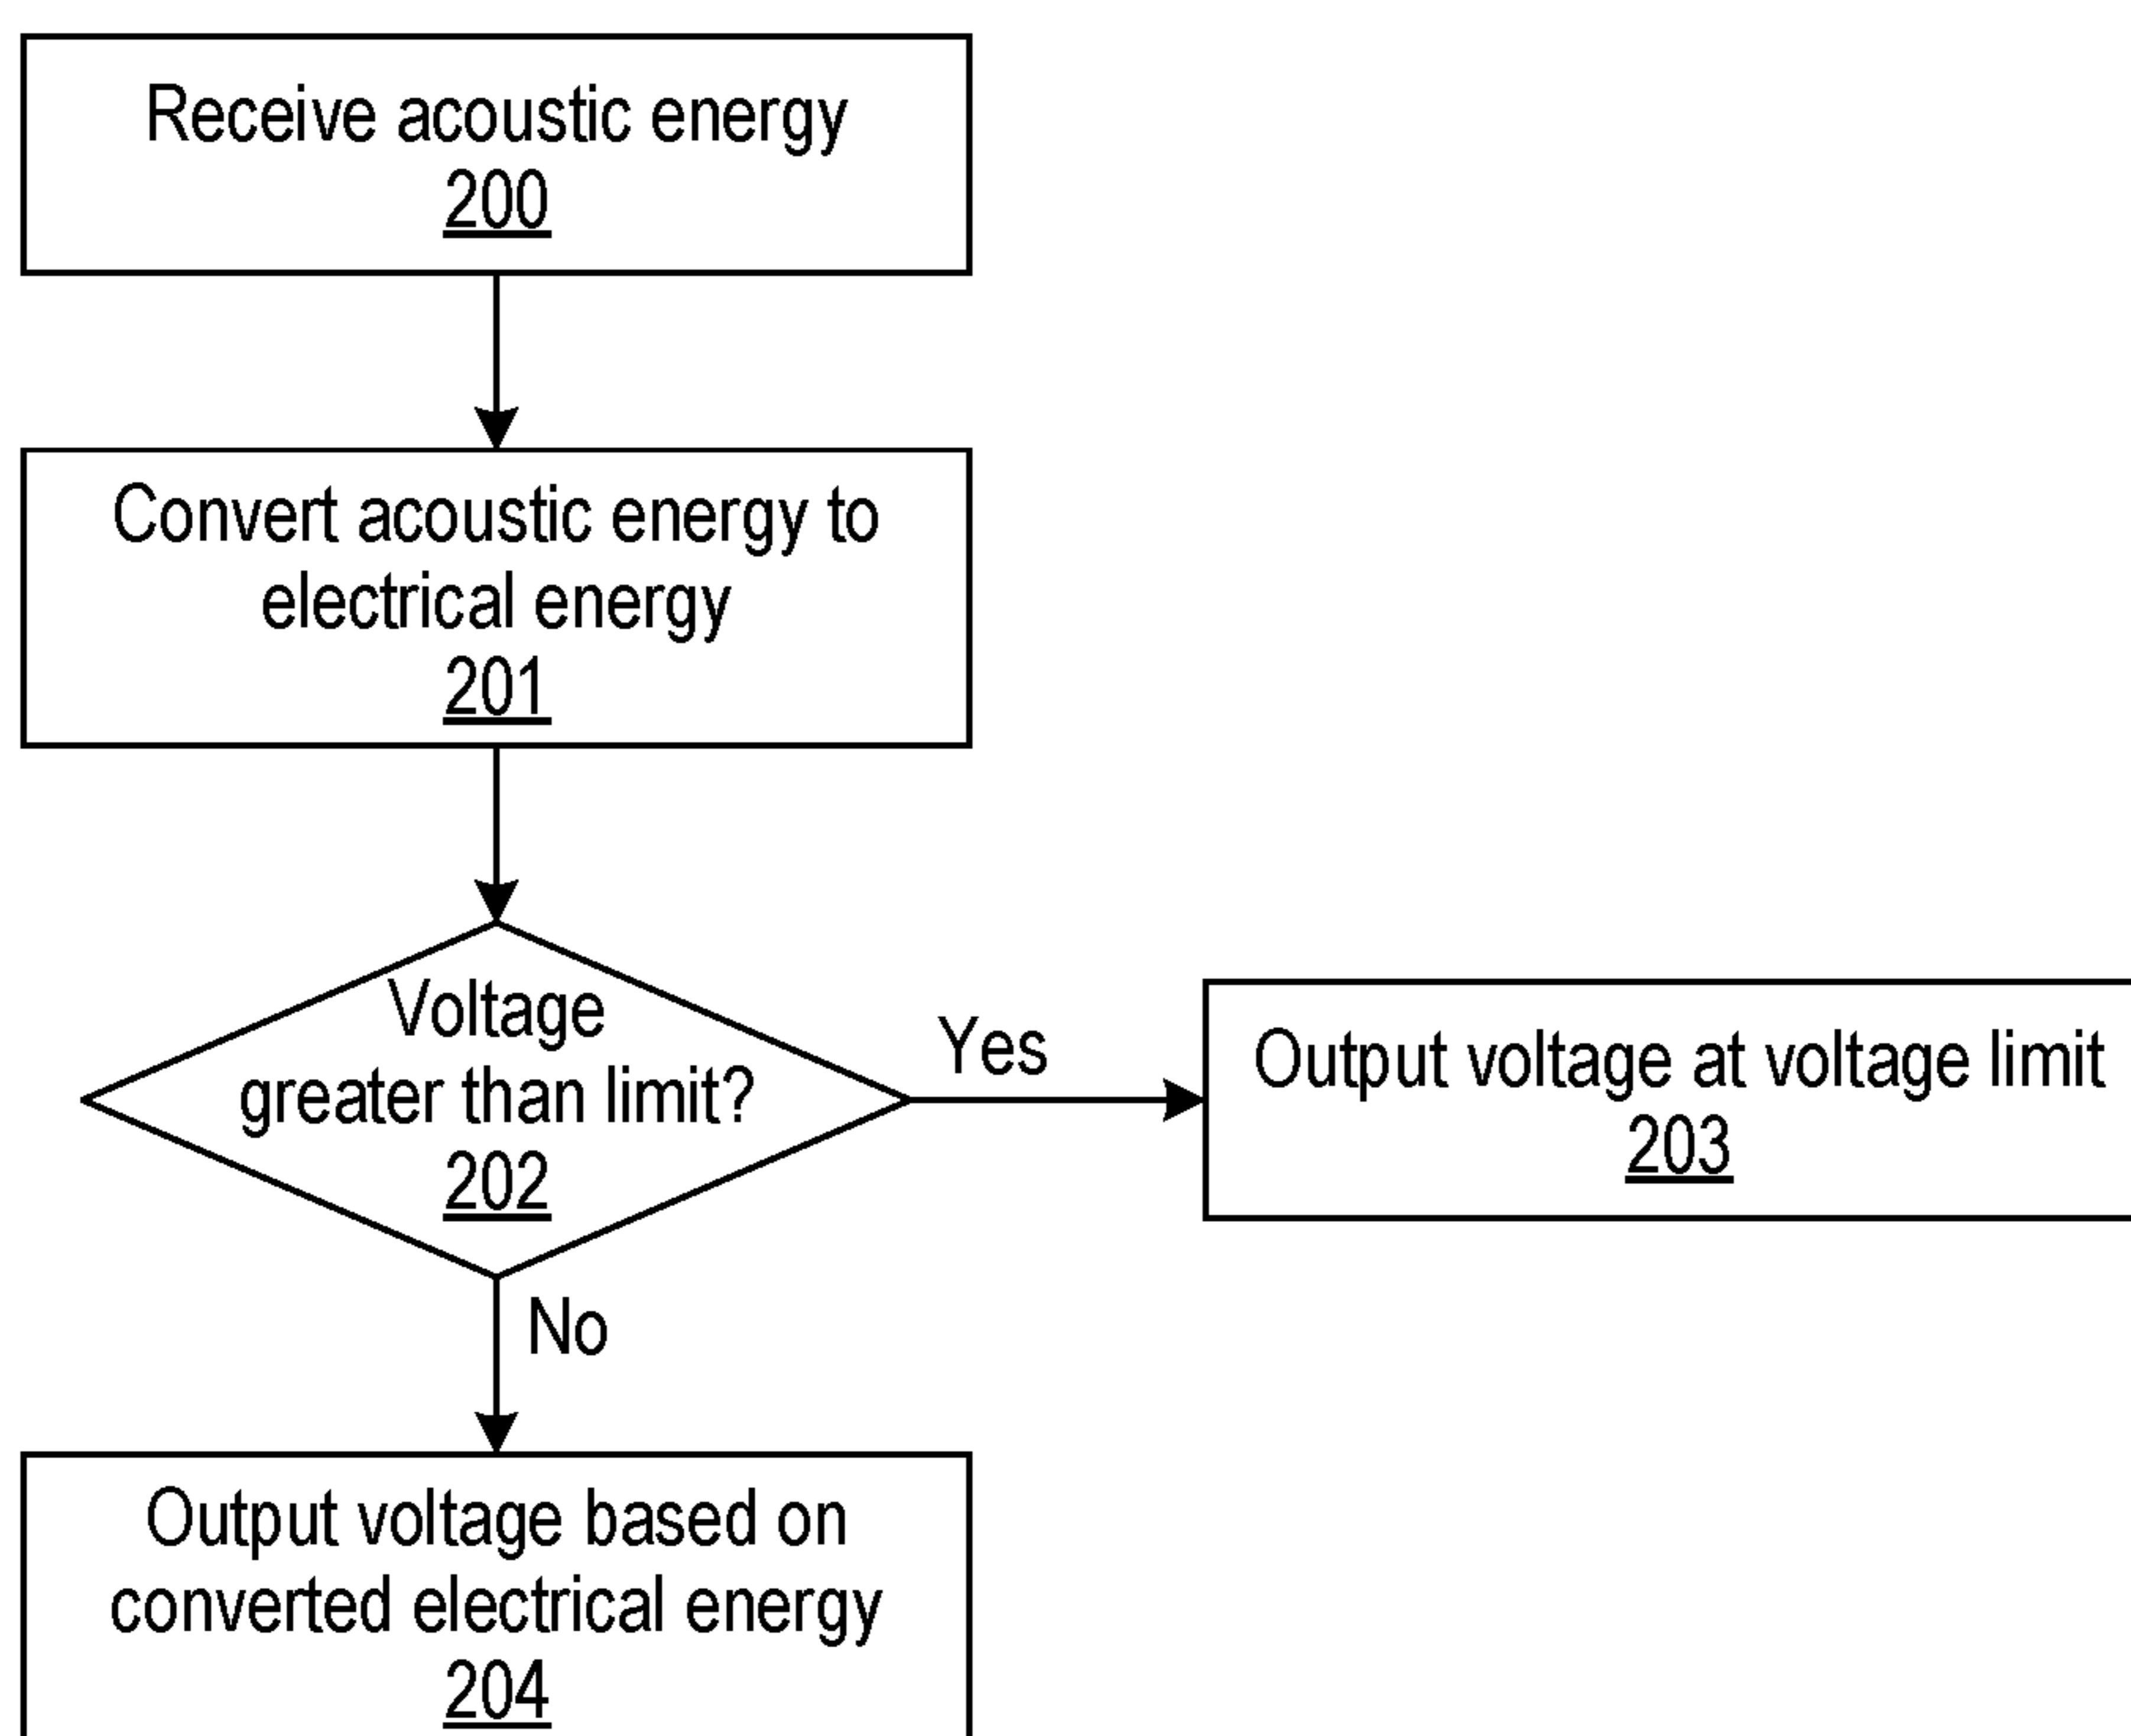 Receive acoustic energy
200
Convert acoustic energy to
electrical energy
201
Voltage
greater than limit?
202
Yes
Output voltage at voltage limit
203
No
Output voltage based on
converted electrical energy
204